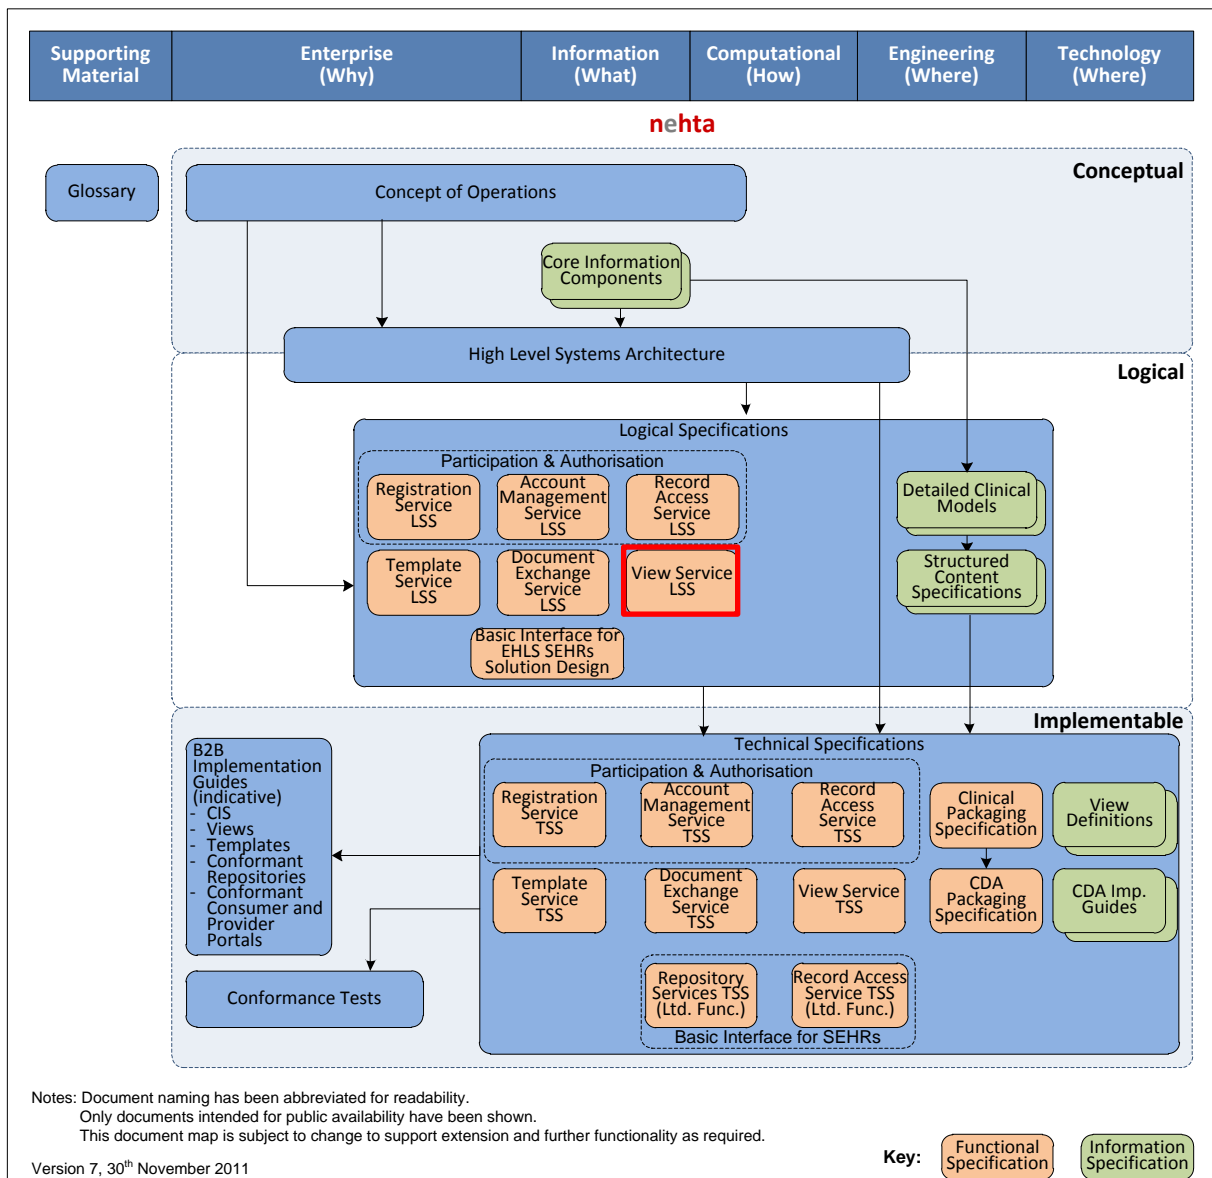 Supporting
Material
Enterprise
(Why)
Information
(What)
Computational
(How)
Engineering
(Where)
Technology
(Where)
nehta
Conceptual
Glossary
Concept of Operations
Core Information
Components
High Level Systems Architecture
Logical
Logical Specifications
Participation & Authorisation
Registration
Service
LSS
Account
Management
Service
LSS
Record
Access
Service
LSS
Detailed Clinical
Models
Template
Service
LSS
Document
Exchange
Service
LSS
View Service
LSS
Structured
Content
Specifications
Basic Interface for
EHLS SEHRs
Solution Design
Implementable
B2B
Implementation
Guides
(indicative)
- CIS
- Views
- Templates
- Conformant
Repositories
- Conformant
Consumer and
Provider
Portals
Technical Specifications
Participation & Authorisation
Registration
Service
TSS
Account
Management
Service
TSS
Record
Access
Service
TSS
Clinical
Packaging
Specification
View
Definitions
Template
Service
TSS
Document
Exchange
Service
TSS
View Service
TSS
CDA
Packaging
Specification
CDA Imp.
Guides
Conformance Tests
Repository
Services TSS
(Ltd. Func.)
Record Access
Service TSS
(Ltd. Func.)
Basic Interface for SEHRs
Notes: Document naming has been abbreviated for readability.
Only documents intended for public availability have been shown.
This document map is subject to change to support extension and further functionality as required.
Version 7, 30th November 2011
Key:
Functional
Specification
Information
Specification